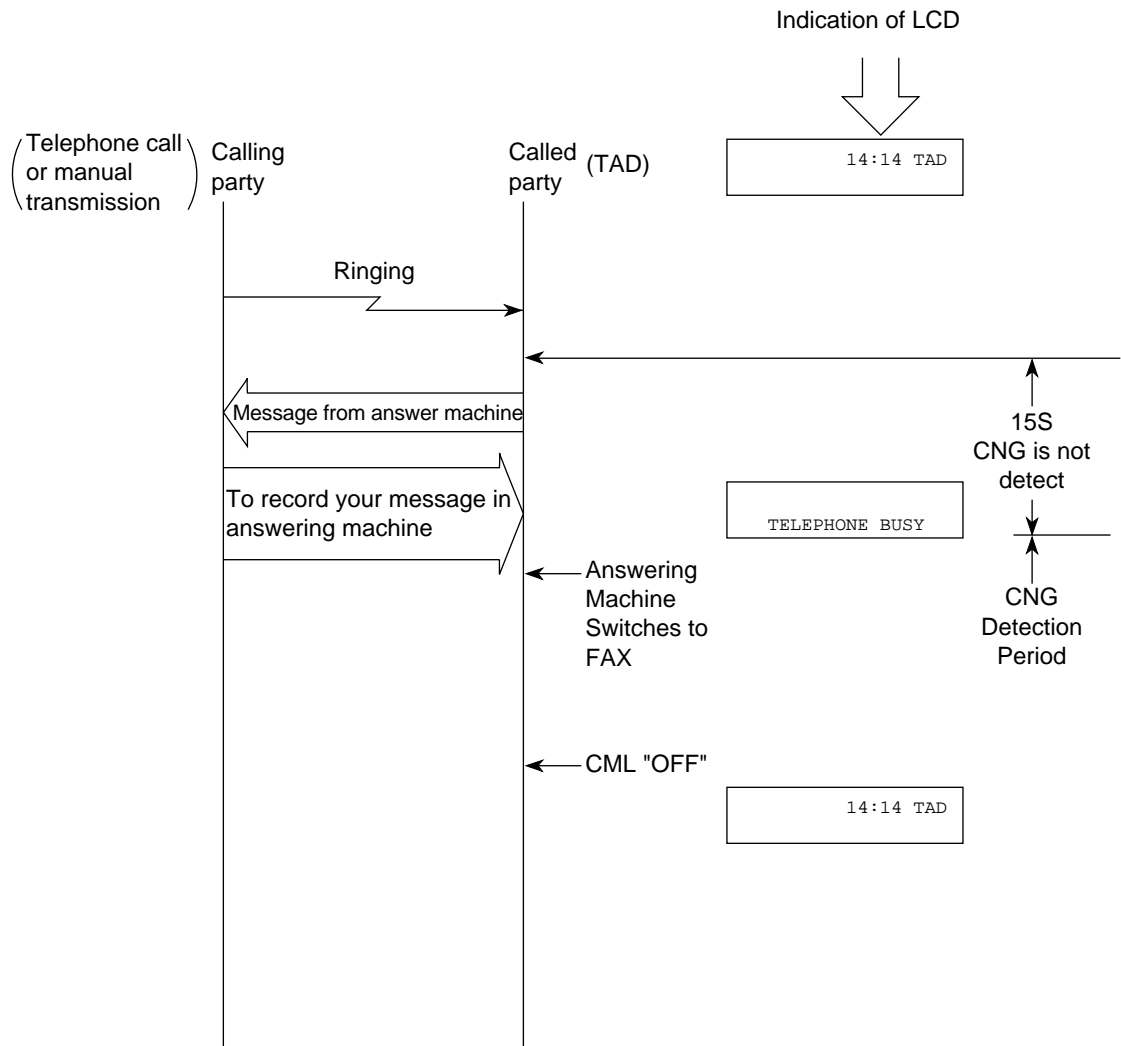 Indication of LCD
Telephone call
or manual
transmission
Calling
party
Called
party
(TAD)
14:14 TAD
Ringing
Message from answer machine
15S
CNG is not
detect
To record your message in
answering machine
TELEPHONE BUSY
Answering
Machine
Switches to
FAX
CNG
Detection
Period
CML "OFF"
14:14 TAD